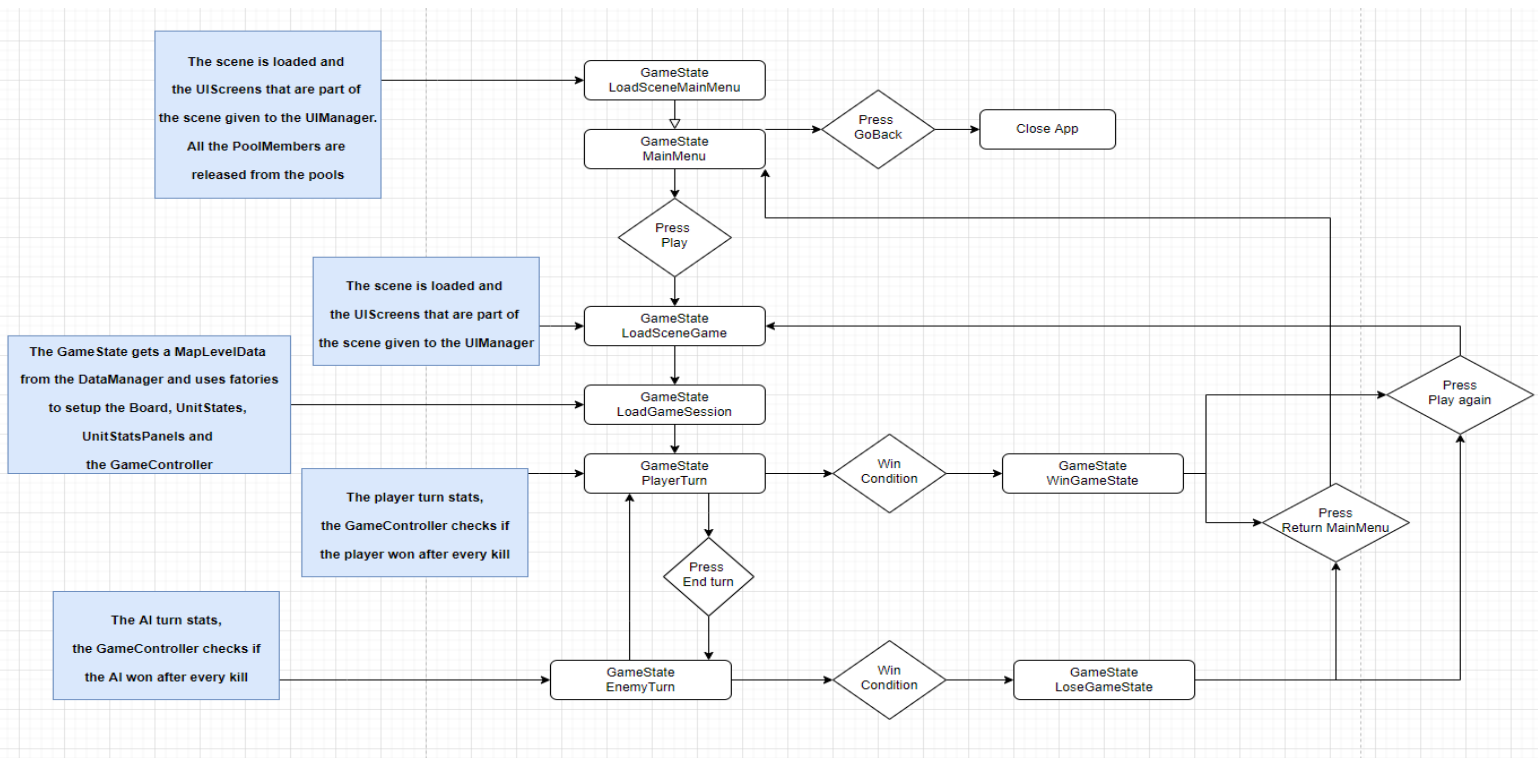 The scene is loaded and
the UIScreens that are part of
the scene given to the UIManager.
All the PoolMembers are
released from the pools
GameState
LoadSceneMainMenu
GameState
MainMenu
Press
GoBack
Close App
Press
Play
The scene is loaded and
the UIScreens that are part of
the scene given to the UIManager
GameState
LoadSceneGame
The GameState gets a MapLevelData
from the DataManager and uses fatories
to setup the Board, UnitStates,
UnitStatsPanels and
the GameController
GameState
LoadGameSession
Press
Play again
The player turn stats,
the GameController checks if
the player won after every kill
GameState
PlayerTurn
Win
Condition
GameState
WinGameState
Press
Return MainMenu
Press
End turn
The AI turn stats,
the GameController checks if
the AI won after every kill
GameState
EnemyTurn
Win
Condition
GameState
LoseGameState